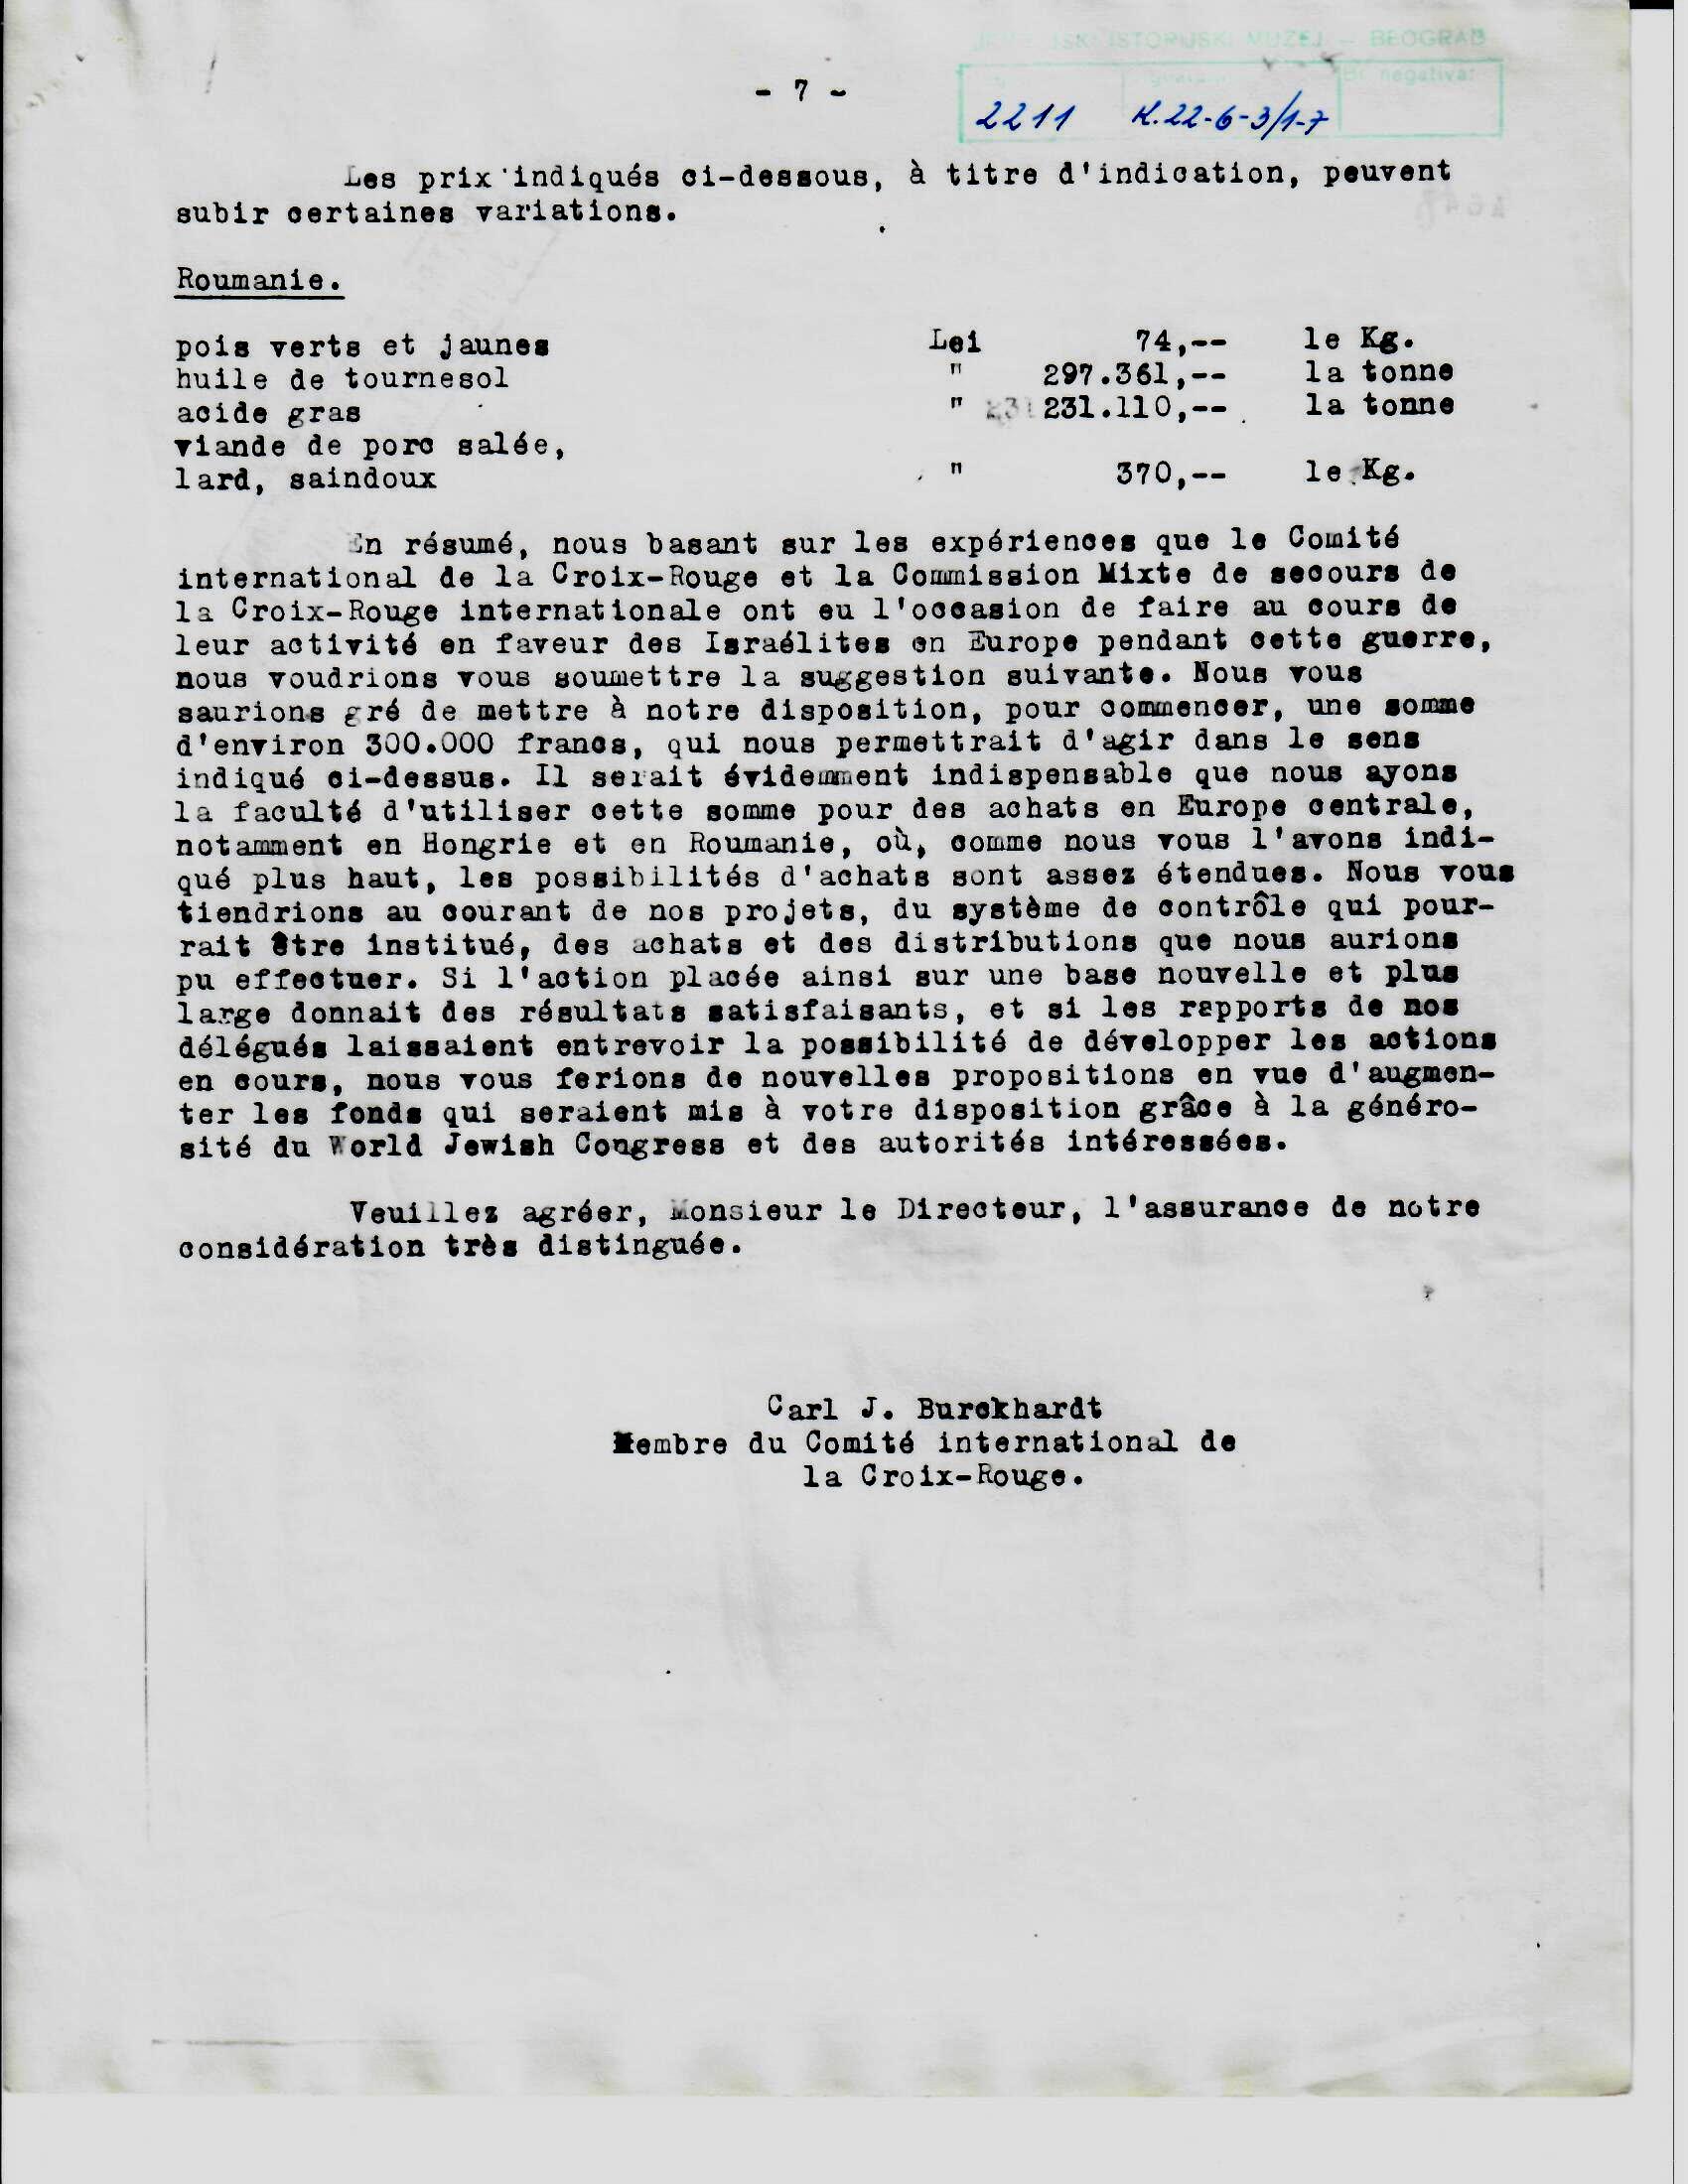 ISTORIJSKI MUZEJ – BEOGRAD
Br. negativa:
- 7 -
2211 K.22-6-3/1-7
Les prix indiqués ci-dessous, à titre d'indication, peuvent
subir certaines variations.
Roumanie.
pois verts et jaunes Lei 74,-- le Kg.
huile de tournesol " 297.361,-- la tonne
acide gras " 231.110,-- la tonne
viande de porc salée,
lard, saindoux " 370,-- le Kg.
En résumé, nous basant sur les expériences que le Comité
international de la Croix-Rouge et la Commission Mixte de secours de
la Croix-Rouge internationale ont eu l'occasion de faire au cours de
leur activité en faveur des Israélites en Europe pendant cette guerre,
nous voudrions vous soumettre la suggestion suivante. Nous vous
saurions gré de mettre à notre disposition, pour commencer, une somme
d'environ 300.000 francs, qui nous permettrait d'agir dans le sens
indiqué ci-dessus. Il serait évidemment indispensable que nous ayons
la faculté d'utiliser cette somme pour des achats en Europe centrale,
notamment en Hongrie et en Roumanie, où, comme nous vous l'avons indi-
qué plus haut, les possibilités d'achats sont assez étendues. Nous vous
tiendrions au courant de nos projets, du système de contrôle qui pour-
rait être institué, des achats et des distributions que nous aurions
pu effectuer. Si l'action placée ainsi sur une base nouvelle et plus
large donnait des résultats satisfaisants, et si les rapports de nos
délégués laissaient entrevoir la possibilité de développer les actions
en cours, nous vous ferions de nouvelles propositions en vue d'augmen-
ter les fonds qui seraient mis à votre disposition grâce à la généro-
sité du World Jewish Congress et des autorités intéressées.
Veuillez agréer, Monsieur le Directeur, l'assurance de notre
considération très distinguée.
Carl J. Burckhardt
Membre du Comité international de
la Croix-Rouge.